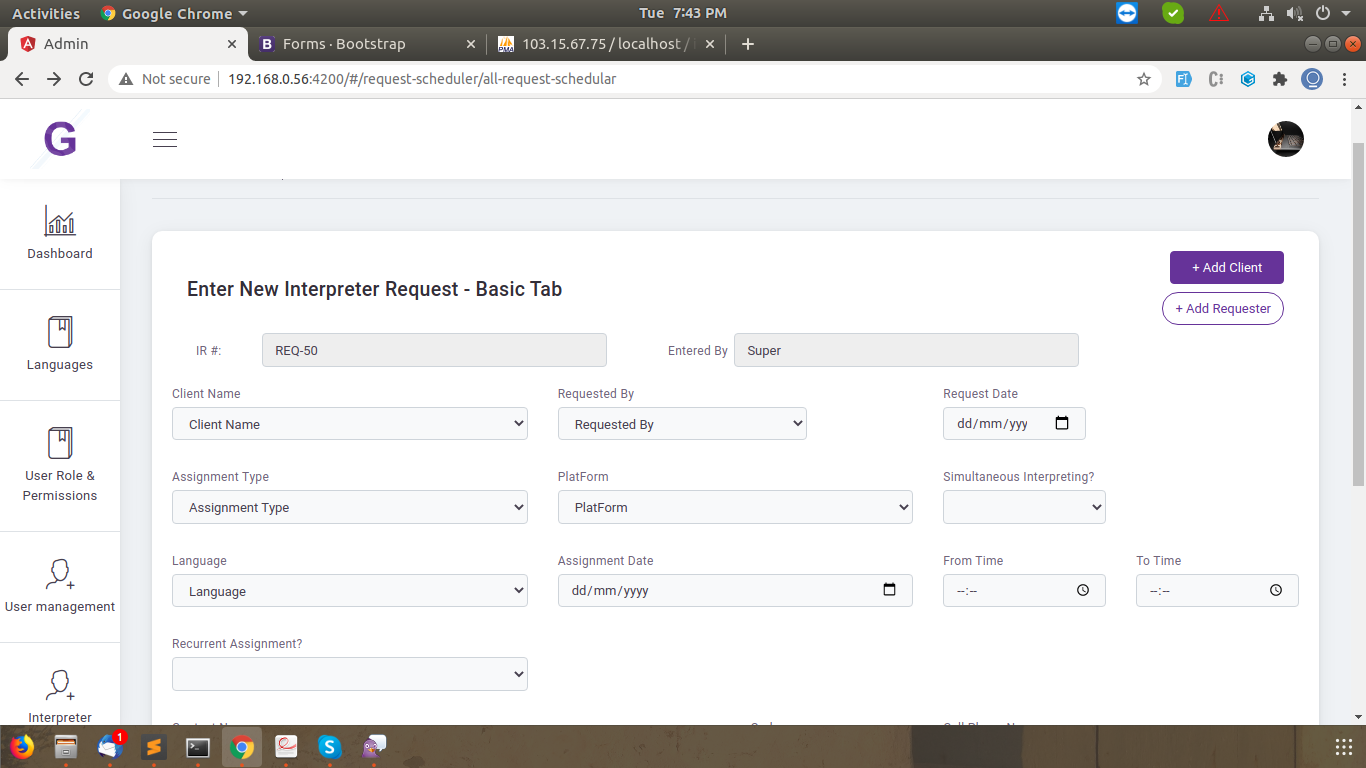 Activities Google Chrome Tue 7:43 PM
Admin Forms · Bootstrap 103.15.67.75 / localhost /
Not secure 192.168.0.56:4200/#/request-scheduler/all-request-schedular
G
Dashboard
Languages
User Role &
Permissions
User management
Interpreter
+ Add Client
Enter New Interpreter Request - Basic Tab
+ Add Requester
IR #: REQ-50 Entered By Super
Client Name Requested By Request Date
Client Name Requested By dd/mm/yyy
Assignment Type PlatForm Simultaneous Interpreting?
Assignment Type PlatForm
Language Assignment Date From Time To Time
Language dd/mm/yyyy --:-- --:--
Recurrent Assignment?
1